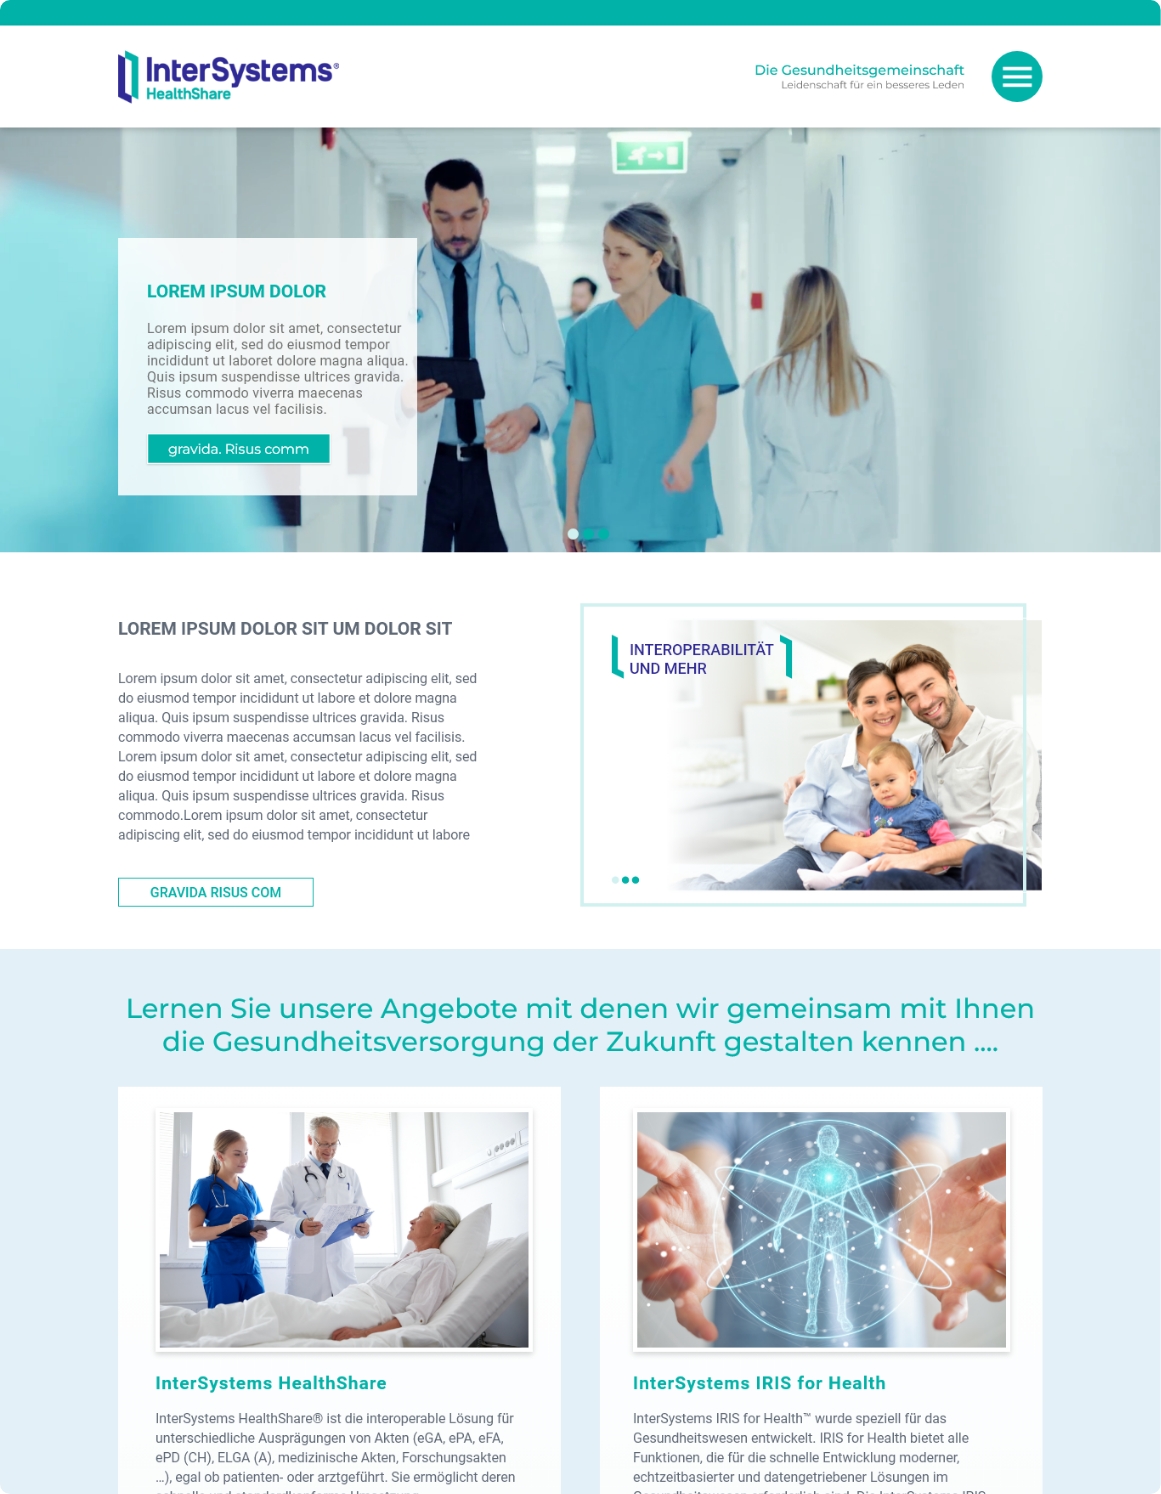 InterSystems®
HealthShare
Die Gesundheitsgemeinschaft
Leidenschaft für ein besseres Leden
LOREM IPSUM DOLOR
Lorem ipsum dolor sit amet, consectetur
adipiscing elit, sed do eiusmod tempor
incididunt ut laboret dolore magna aliqua.
Quis ipsum suspendisse ultrices gravida.
Risus commodo viverra maecenas
accumsan lacus vel facilisis.
gravida. Risus comm
LOREM IPSUM DOLOR SIT UM DOLOR SIT
Lorem ipsum dolor sit amet, consectetur adipiscing elit, sed
do eiusmod tempor incididunt ut labore et dolore magna
aliqua. Quis ipsum suspendisse ultrices gravida. Risus
commodo viverra maecenas accumsan lacus vel facilisis.
Lorem ipsum dolor sit amet, consectetur adipiscing elit, sed
do eiusmod tempor incididunt ut labore et dolore magna
aliqua. Quis ipsum suspendisse ultrices gravida. Risus
commodo.Lorem ipsum dolor sit amet, consectetur
adipiscing elit, sed do eiusmod tempor incididunt ut labore
GRAVIDA RISUS COM
INTEROPERABILITÄT
UND MEHR
Lernen Sie unsere Angebote mit denen wir gemeinsam mit Ihnen
die Gesundheitsversorgung der Zukunft gestalten kennen ....
InterSystems HealthShare
InterSystems HealthShare® ist die interoperable Lösung für
unterschiedliche Ausprägungen von Akten (eGA, ePA, eFA,
ePD (CH), ELGA (A), medizinische Akten, Forschungsakten
...), egal ob patienten- oder arztgeführt. Sie ermöglicht deren
InterSystems IRIS for Health
InterSystems IRIS for Health™ wurde speziell für das
Gesundheitswesen entwickelt. IRIS for Health bietet alle
Funktionen, die für die schnelle Entwicklung moderner,
echtzeitbasierter und datengetriebener Lösungen im